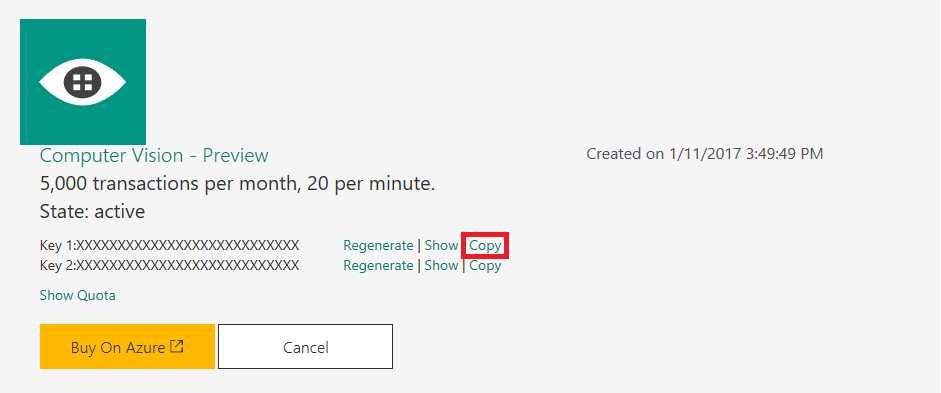 Computer Vision - Preview Created on 1/11/2017 3:49:49 PM
5,000 transactions per month, 20 per minute.
State: active
Key 1:XXXXXXXXXXXXXXXXXXXXXXXXXXX Regenerate | Show Copy
Key 2:XXXXXXXXXXXXXXXXXXXXXXXXXXX Regenerate | Show | Copy
Show Quota
Buy On Azure Cancel